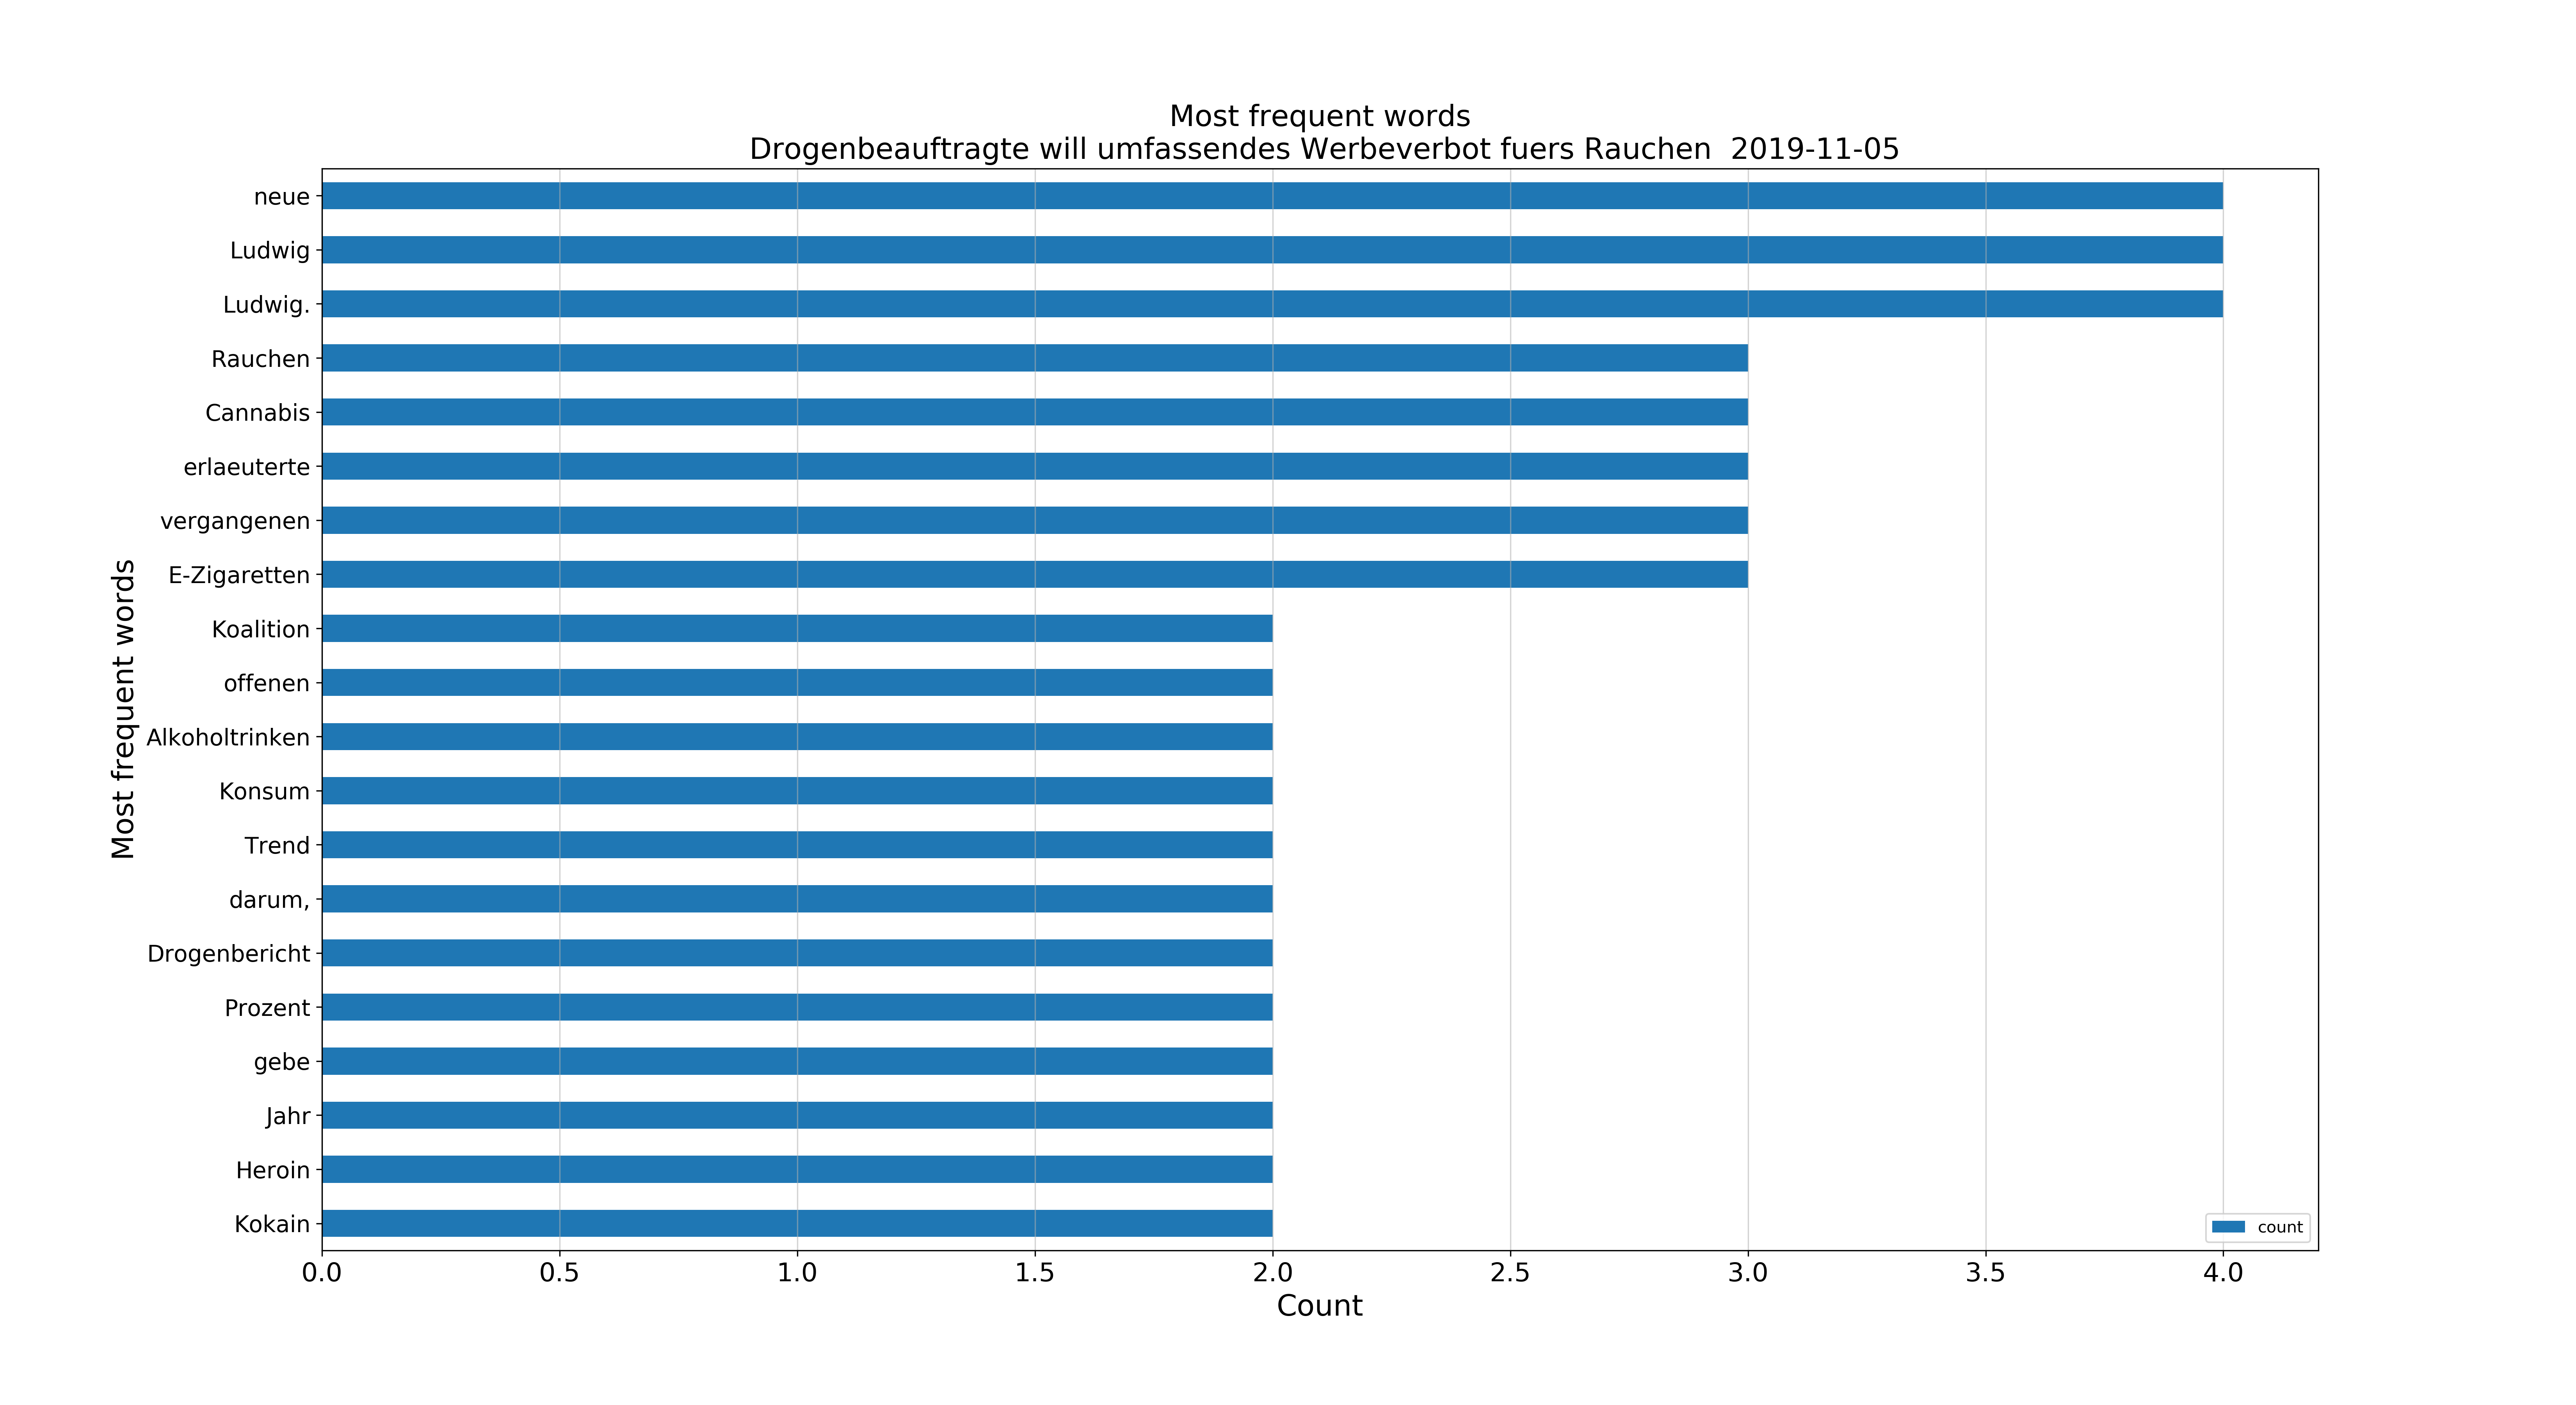 Most frequent words
Drogenbeauftragte will umfassendes Werbeverbot fuers Rauchen  2019-11-05
Most frequent words
neue
Ludwig
Ludwig.
Rauchen
Cannabis
erlaeuterte
vergangenen
E-Zigaretten
Koalition
offenen
Alkoholtrinken
Konsum
Trend
darum,
Drogenbericht
Prozent
gebe
Jahr
Heroin
Kokain
count
0.0 0.5 1.0 1.5 2.0 2.5 3.0 3.5 4.0
Count